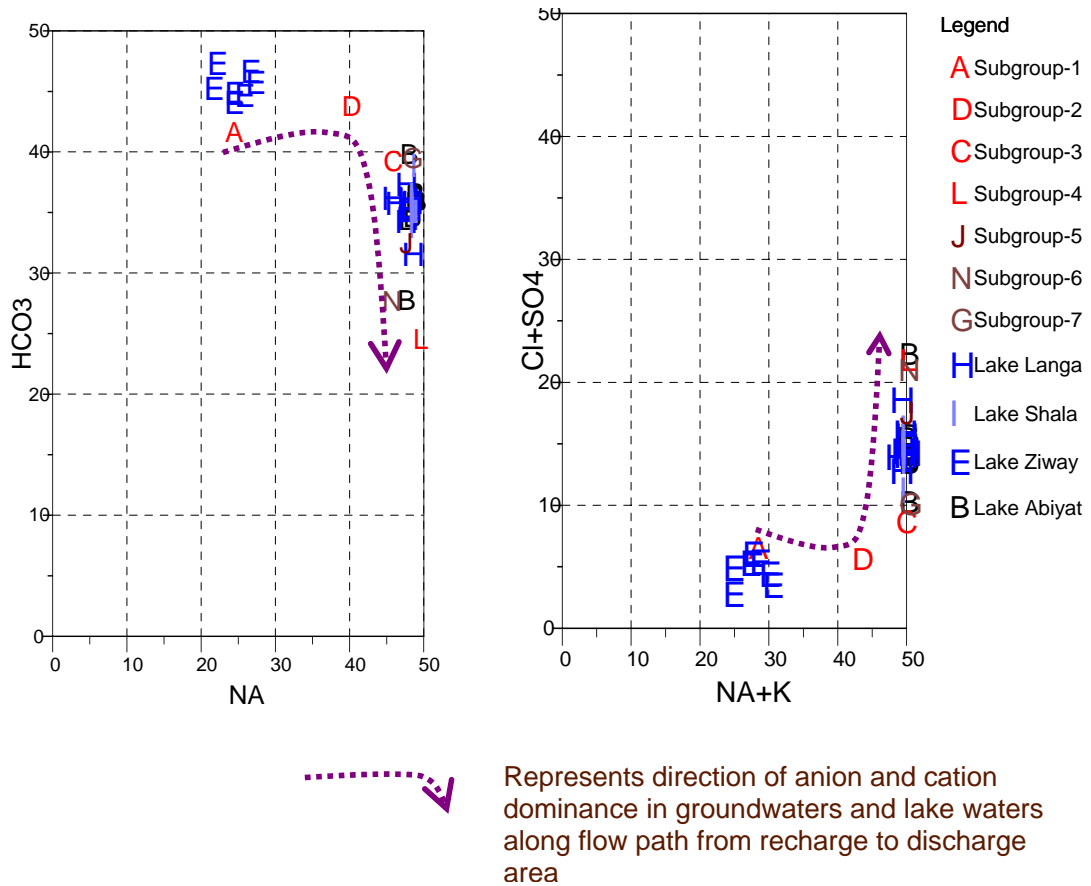 50
40
30
20
10
0
HCO3
0 10 20 30 40 50
NA
E
E
E
E
E
E
E
E
A
D
C
B
G
H
H
H
J
H
N
B
L
50
40
30
20
10
0
Cl+SO4
0 10 20 30 40 50
NA+K
B
L
N
H
J
H
H
H
B
G
C
A
D
E
E
E
E
E
E
E
Legend
A Subgroup-1
D Subgroup-2
C Subgroup-3
L Subgroup-4
J Subgroup-5
N Subgroup-6
G Subgroup-7
H Lake Langa
I Lake Shala
E Lake Ziway
B Lake Abiyat
Represents direction of anion and cation
dominance in groundwaters and lake waters
along flow path from recharge to discharge
area